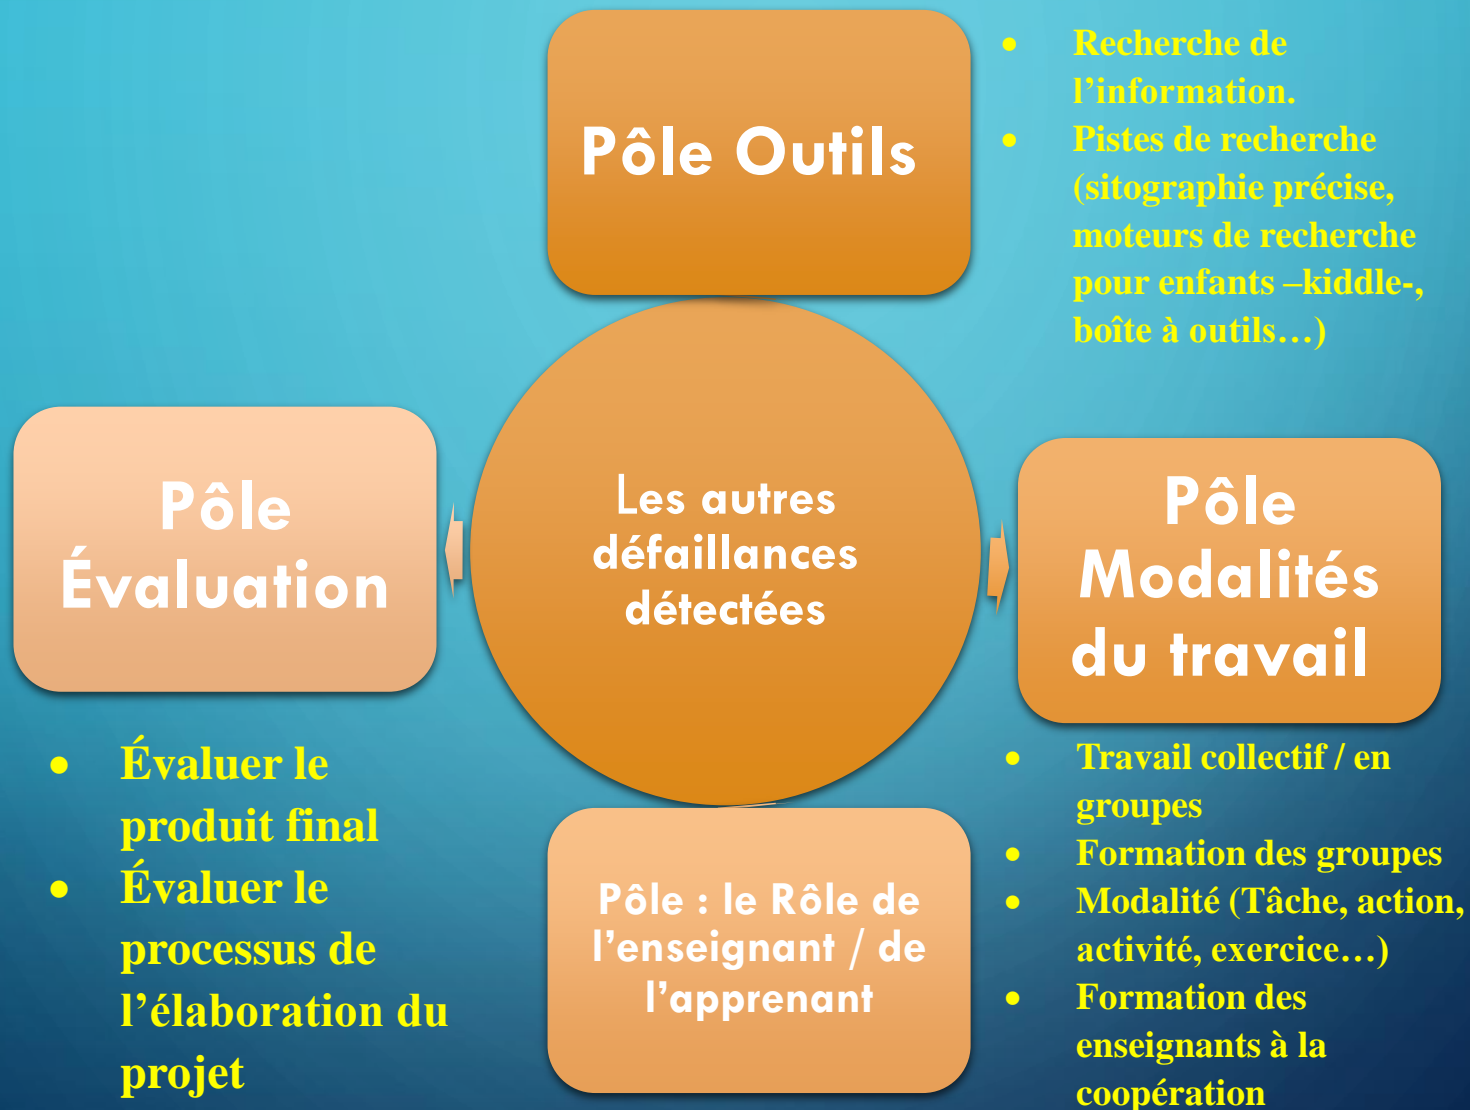 Pôle Outils
• Recherche de
l’information.
• Pistes de recherche
(sitographie précise,
moteurs de recherche
pour enfants –kiddle-,
boîte à outils…)
Pôle
Évaluation
Les autres
défaillances
détectées
Pôle
Modalités
du travail
• Évaluer le
produit final
• Évaluer le
processus de
l’élaboration du
projet
Pôle : le Rôle de
l’enseignant / de
l’apprenant
• Travail collectif / en
groupes
• Formation des groupes
• Modalité (Tâche, action,
activité, exercice…)
• Formation des
enseignants à la
coopération